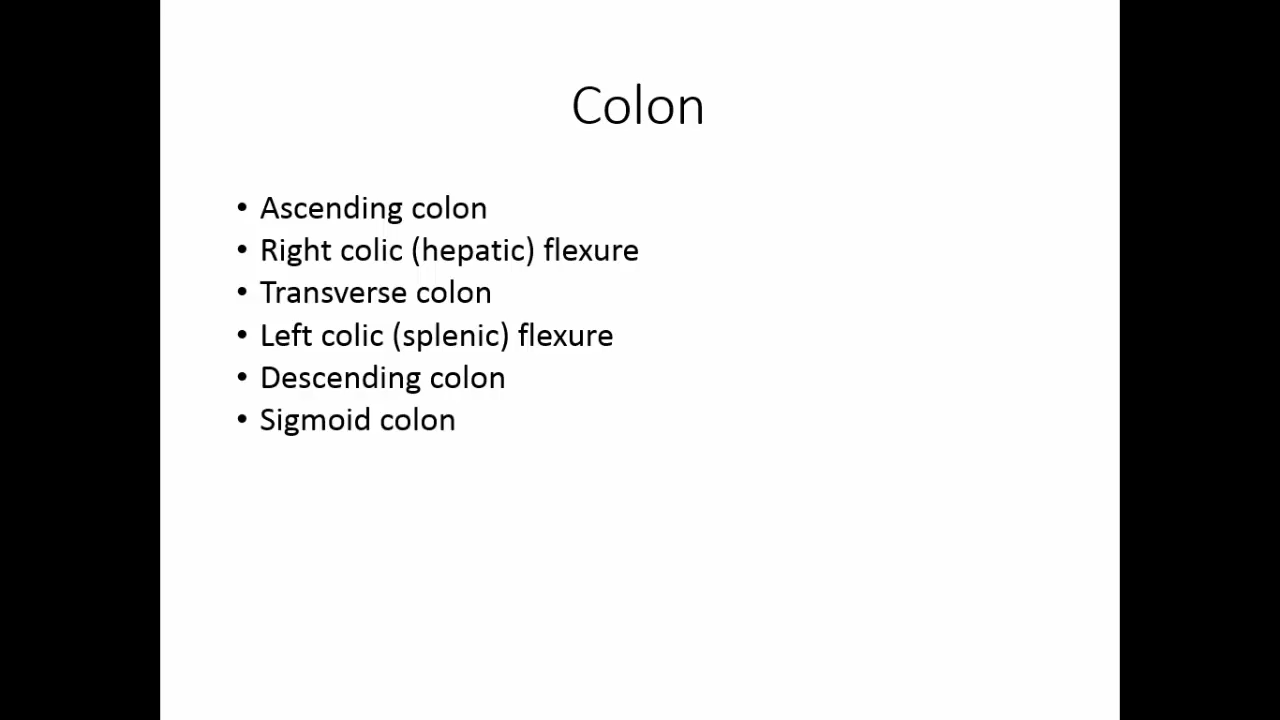 Colon
• Ascending colon
• Right colic (hepatic) flexure
• Transverse colon
• Left colic (splenic) flexure
• Descending colon
• Sigmoid colon